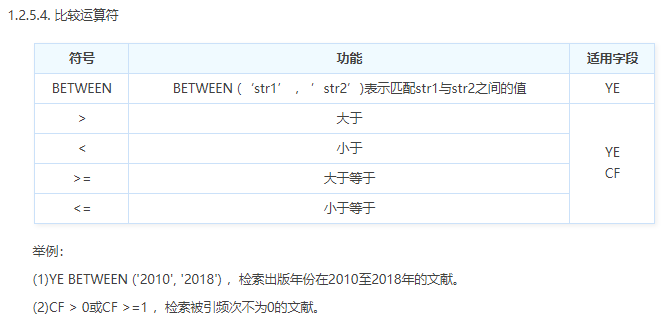 1.2.5.4. 比较运算符
符号 功能 适用字段
BETWEEN BETWEEN（‘str1’，’str2’)表示匹配str1与str2之间的值 YE
> 大于
< 小于
YE
CF
>= 大于等于
<= 小于等于
举例：
(1)YE BETWEEN ('2010', '2018') ，检索出版年份在2010至2018年的文献。
(2)CF > 0或CF >=1 ，检索被引频次不为0的文献。